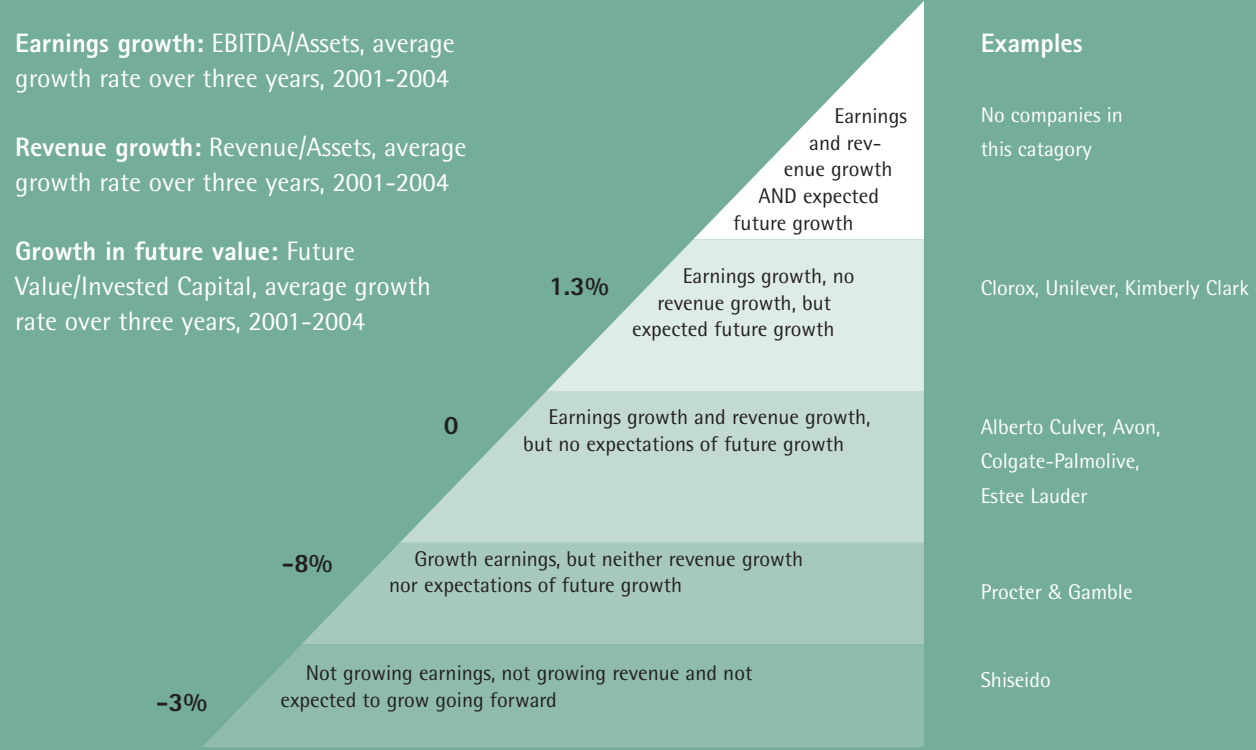 Earnings growth: EBITDA/Assets, average
growth rate over three years, 2001-2004
Revenue growth: Revenue/Assets, average
growth rate over three years, 2001-2004
Growth in future value: Future
Value/Invested Capital, average growth
rate over three years, 2001-2004
Examples
Earnings
and rev-
enue growth
AND expected
future growth
No companies in
this catagory
1.3%
Earnings growth, no
revenue growth, but
expected future growth
Clorox, Unilever, Kimberly Clark
0
Earnings growth and revenue growth,
but no expectations of future growth
Alberto Culver, Avon,
Colgate-Palmolive,
Estee Lauder
-8%
Growth earnings, but neither revenue growth
nor expectations of future growth
Procter & Gamble
-3%
Not growing earnings, not growing revenue and not
expected to grow going forward
Shiseido